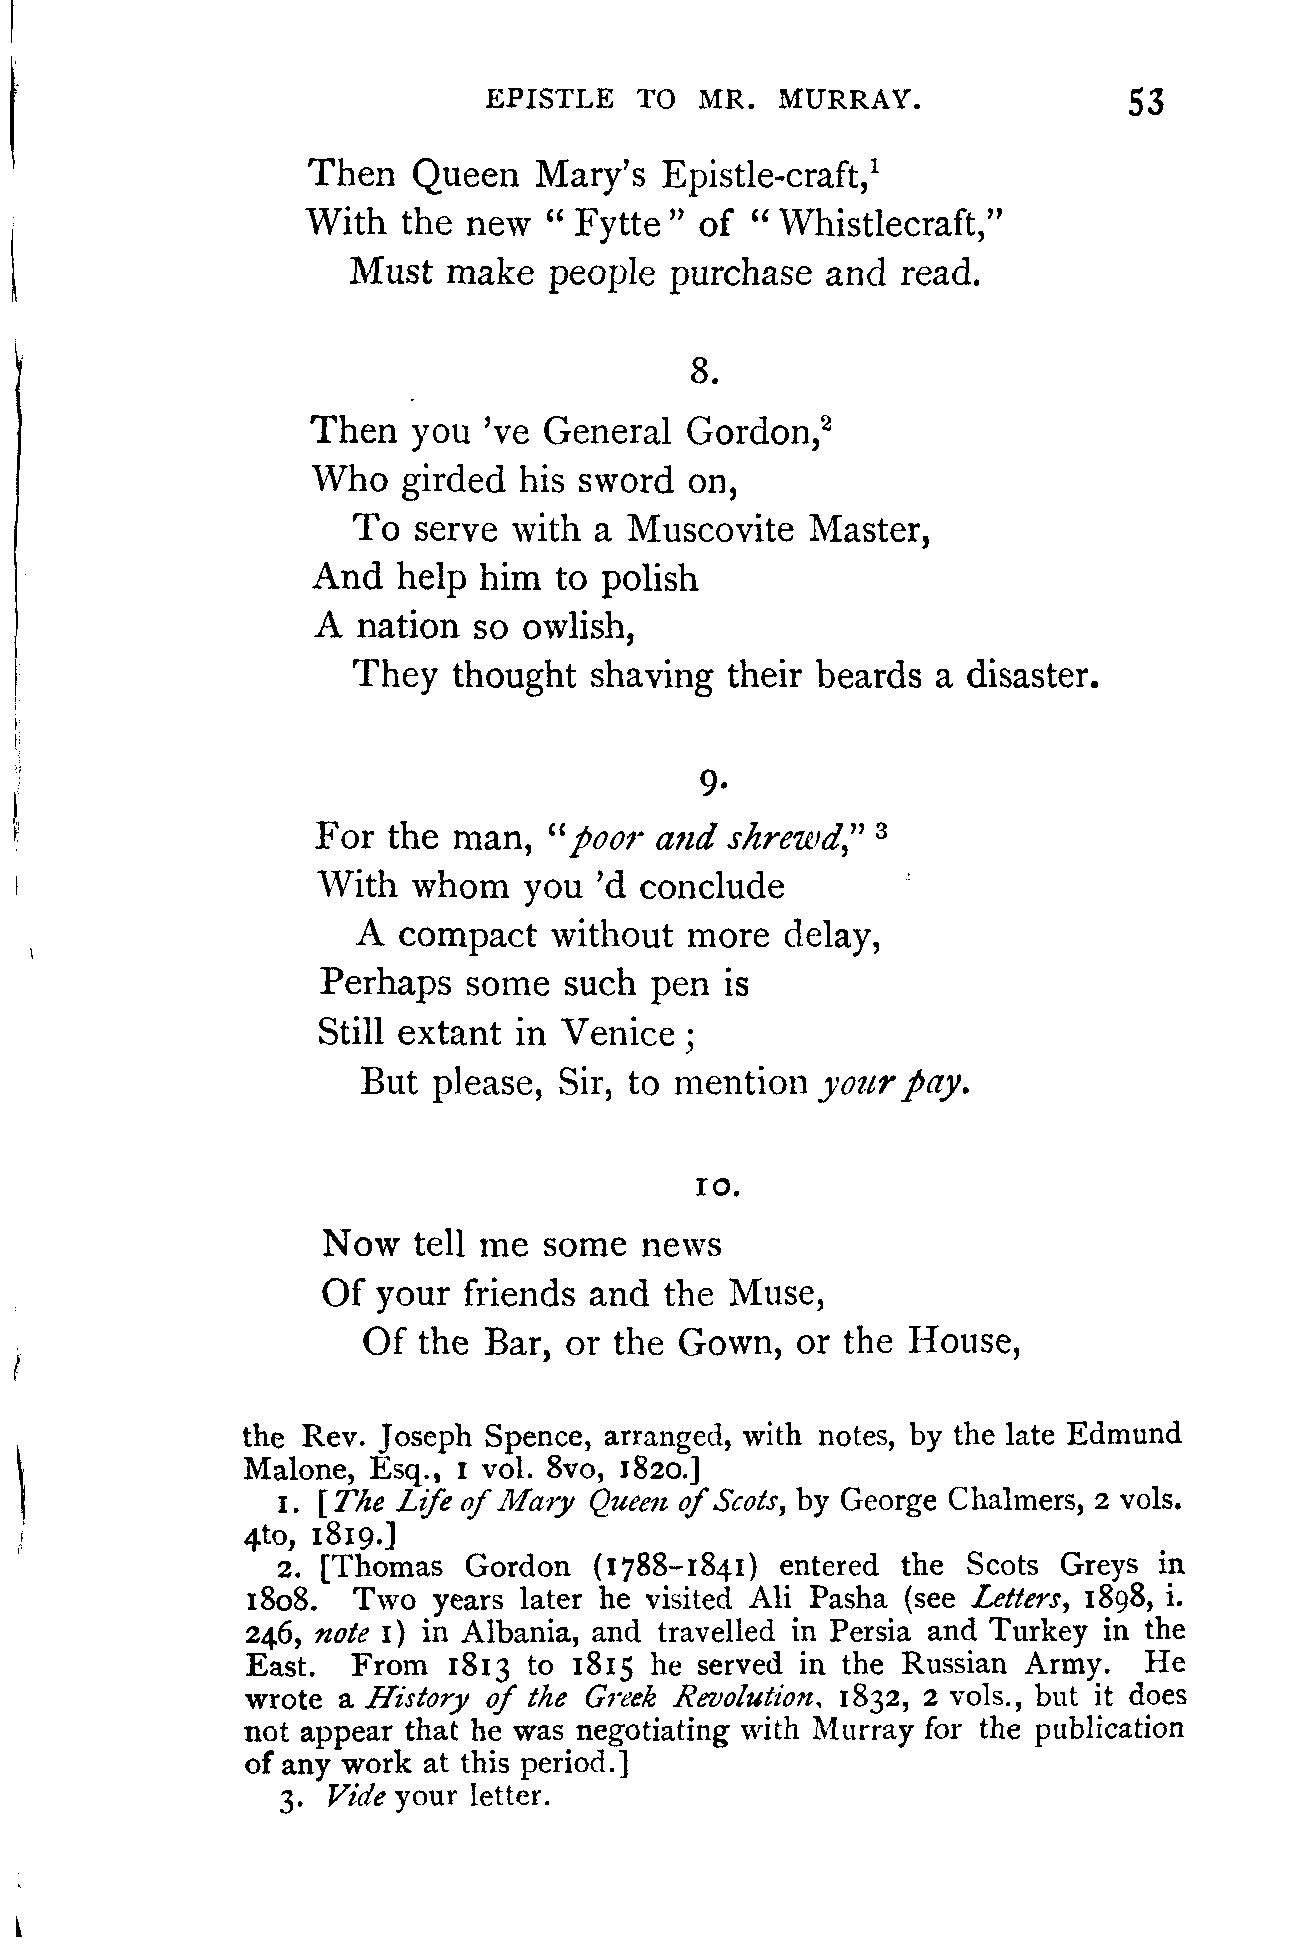 EPISTLE TO MR. MURRAY. 53
Then Queen Mary's Epistle-craft,¹
With the new " Fytte " of " Whistlecraft,"
Must make people purchase and read.
8.
Then you 've General Gordon,²
Who girded his sword on,
To serve with a Muscovite Master,
And help him to polish
A nation so owlish,
They thought shaving their beards a disaster.
9.
For the man, " poor and shrewd," ³
With whom you 'd conclude
A compact without more delay,
Perhaps some such pen is
Still extant in Venice ;
But please, Sir, to mention your pay.
10.
Now tell me some news
Of your friends and the Muse,
Of the Bar, or the Gown, or the House,
the Rev. Joseph Spence, arranged, with notes, by the late Edmund
Malone, Esq., 1 vol. 8vo, 1820.]
1. [The Life of Mary Queen of Scots, by George Chalmers, 2 vols.
4to, 1819.]
2. [Thomas Gordon (1788–1841) entered the Scots Greys in
1808. Two years later he visited Ali Pasha (see Letters, 1898, i.
246, note 1) in Albania, and travelled in Persia and Turkey in the
East. From 1813 to 1815 he served in the Russian Army. He
wrote a History of the Greek Revolution, 1832, 2 vols., but it does
not appear that he was negotiating with Murray for the publication
of any work at this period.]
3. Vide your letter.